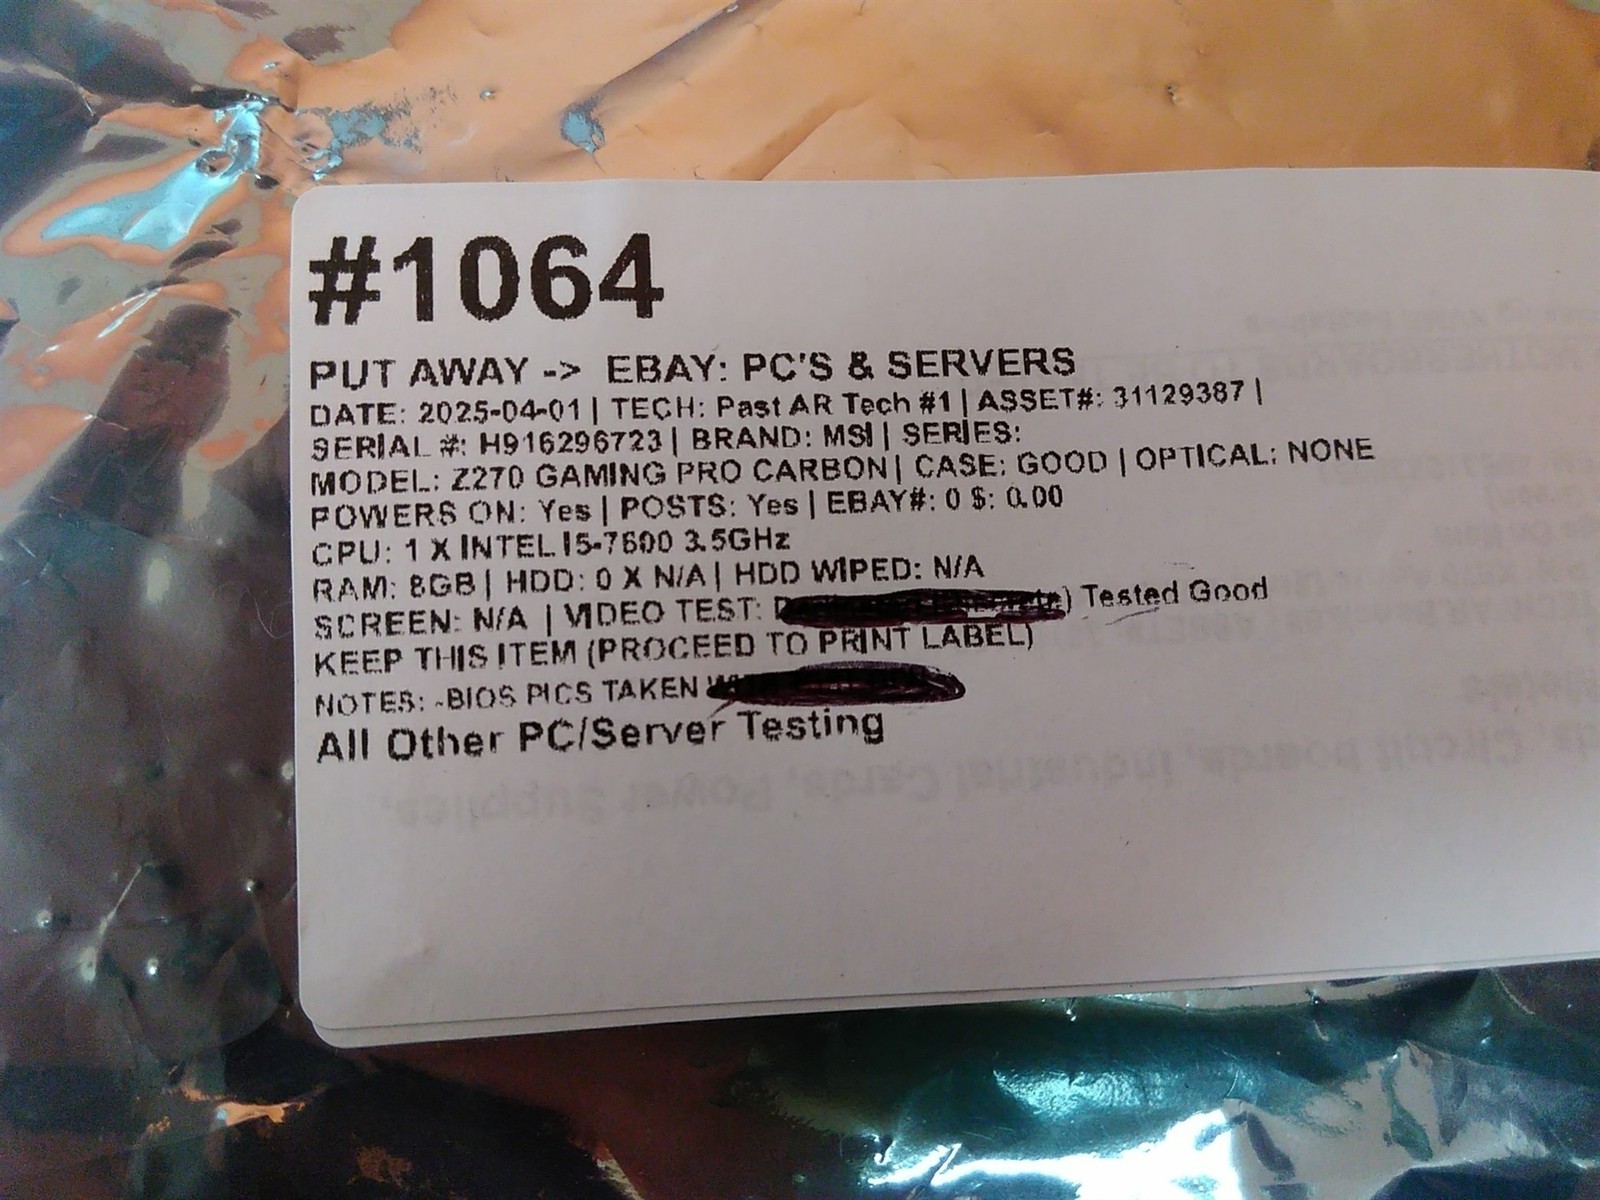 #1064
PUT AWAY -> EBAY: PC'S & SERVERS
DATE: 2025-04-01 | TECH: Past AR Tech #1 | ASSET#: 31129387 |
SERIAL #: H916296723 | BRAND: MSI | SERIES:
MODEL: Z270 GAMING PRO CARBON | CASE: GOOD | OPTICAL: NONE
POWERS ON: Yes | POSTS: Yes | EBAY#: 0 $: 0.00
CPU: 1 X INTEL I5-7600 3.5GHz
RAM: 8GB | HDD: 0 X N/A | HDD WIPED: N/A
SCREEN: N/A | VIDEO TEST: ) Tested Good
KEEP THIS ITEM (PROCEED TO PRINT LABEL)
NOTES: -BIOS PICS TAKEN
All Other PC/Server Testing